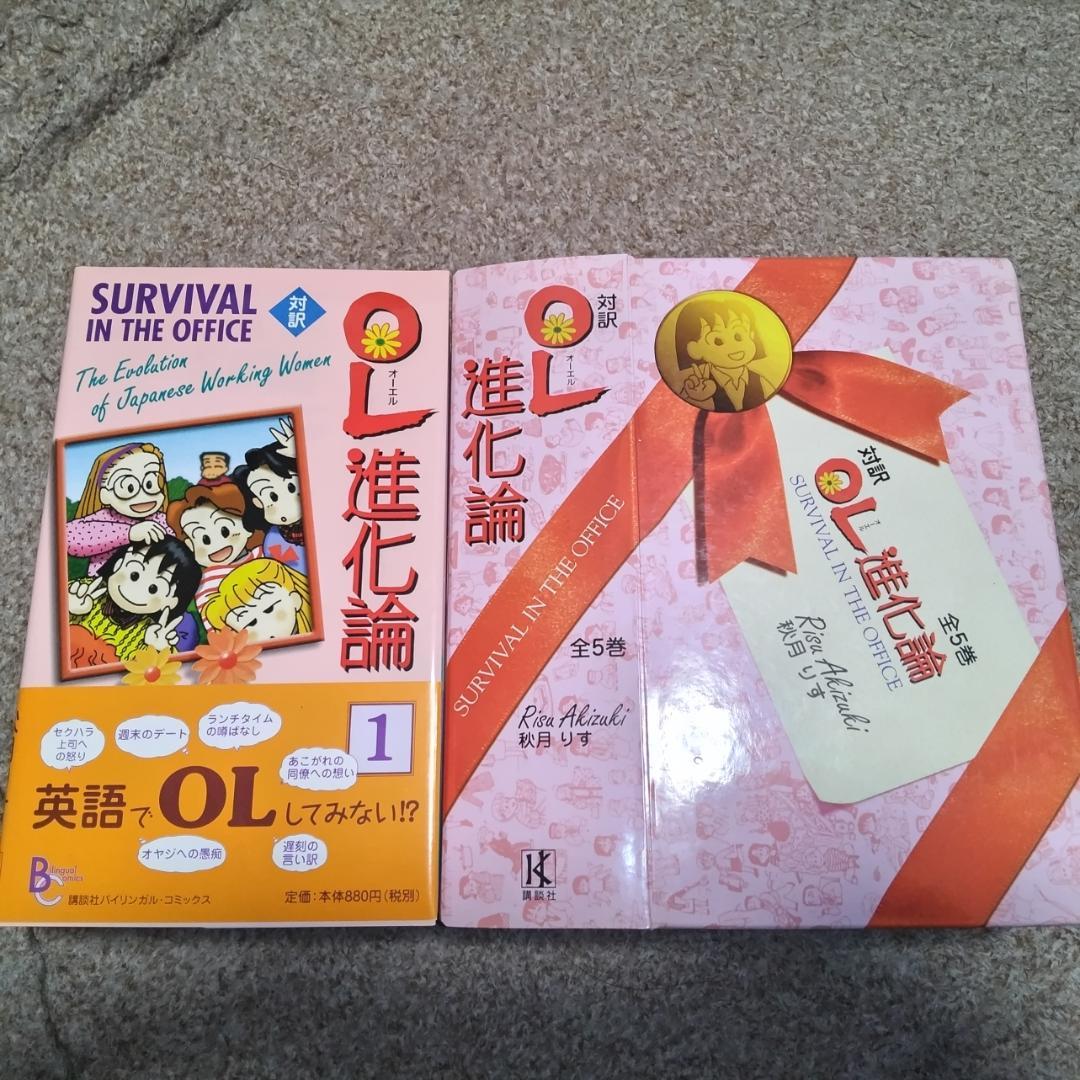 SURVIVAL
IN THE OFFICE
対訳
The Evolution
of Japanese Working Women
OL
オーエル
進化論
1
セクハラ
上司へ
の怒り
週末のデート
ランチタイム
の噂ばなし
あこがれの
同僚への想い
英語でOLしてみない!?
オヤジへの愚痴
遅刻の
言い訳
Bilingual
Comics
講談社バイリンガル・コミックス
定価:本体880円(税別)
対訳
OL
オーエル
進化論
SURVIVAL IN THE OFFICE
全5巻
Risu Akizuki
秋月 りす
K
講談社
対訳
OL進化論
オーエル
SURVIVAL IN THE OFFICE
全5巻
Risu Akizuki
秋月 りす